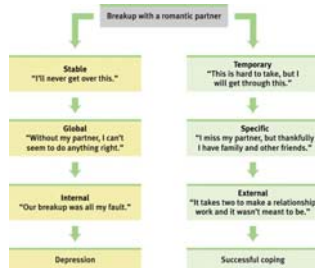 Breakup with a romantic partner
Stable
"I'll never get over this."
Temporary
"This is hard to take, but I
will get through this."
Global
"Without my partner, I can't
seem to do anything right."
Specific
"I miss my partner, but thankfully
I have family and other friends."
Internal
"Our breakup was all my fault."
External
"It takes two to make a relationship
work and it wasn't meant to be."
Depression
Successful coping